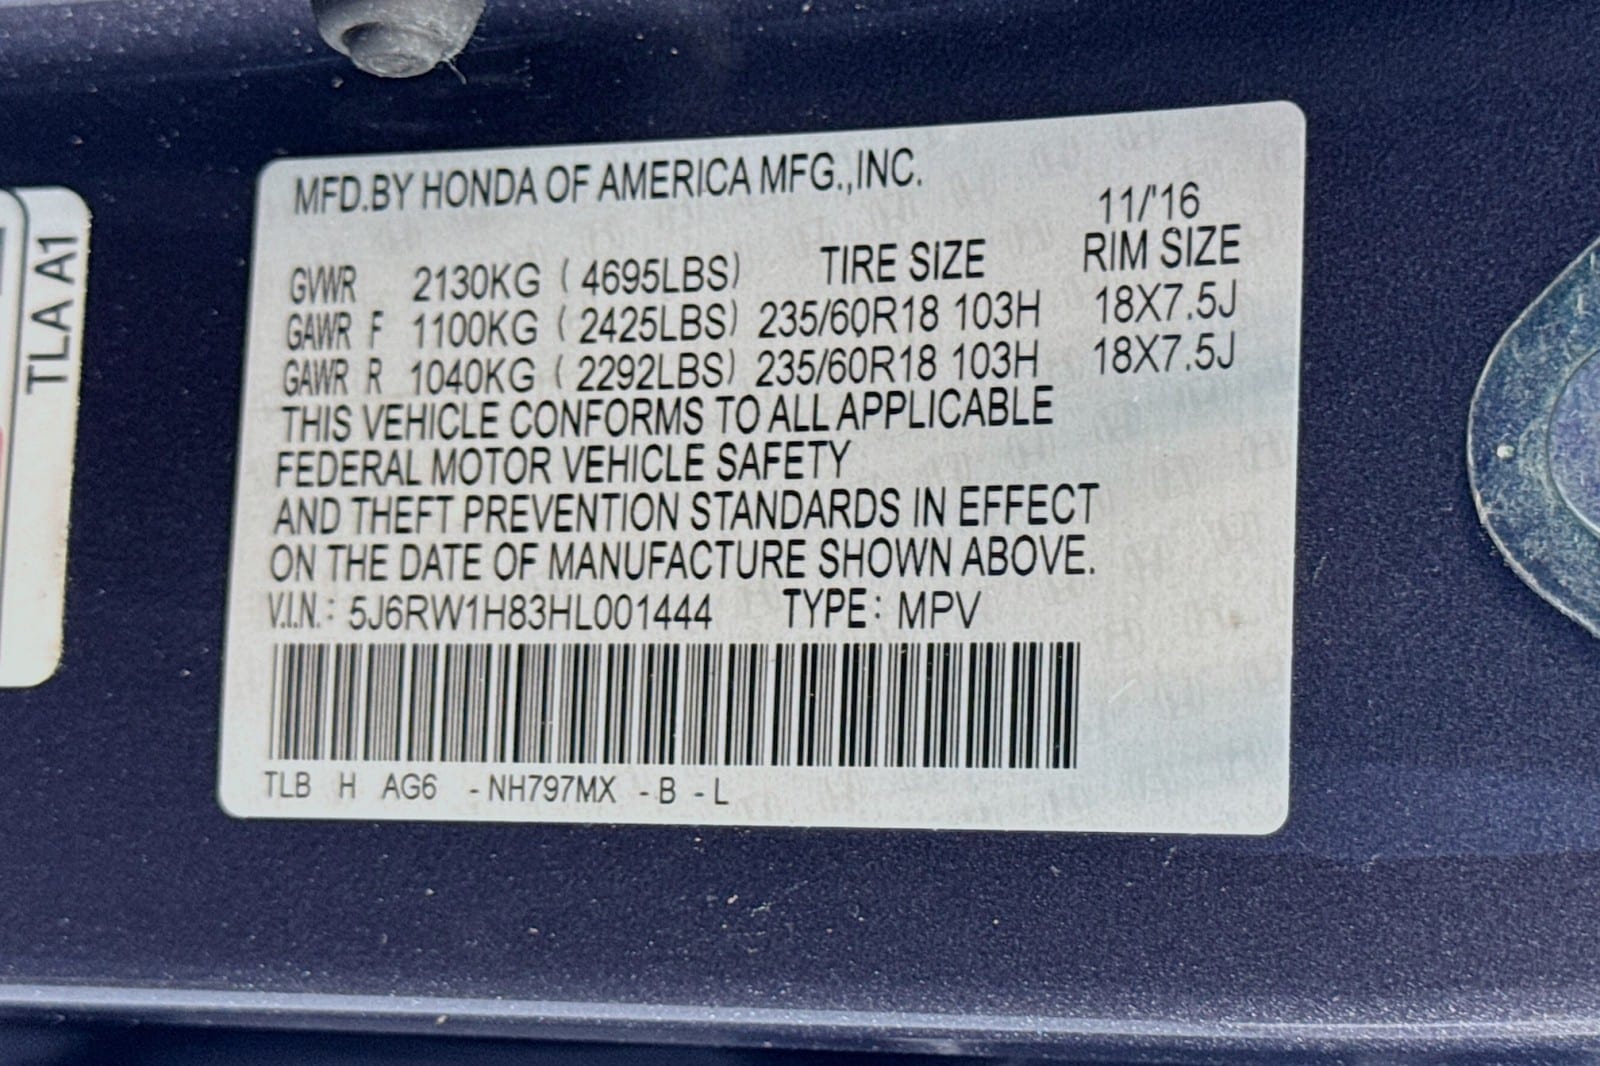 TLA A1
MFD.BY HONDA OF AMERICA MFG.,INC.
11/'16
GVWR 2130KG ( 4695LBS) TIRE SIZE RIM SIZE
GAWR F 1100KG ( 2425LBS) 235/60R18 103H 18X7.5J
GAWR R 1040KG ( 2292LBS) 235/60R18 103H 18X7.5J
THIS VEHICLE CONFORMS TO ALL APPLICABLE
FEDERAL MOTOR VEHICLE SAFETY
AND THEFT PREVENTION STANDARDS IN EFFECT
ON THE DATE OF MANUFACTURE SHOWN ABOVE.
V.I.N.: 5J6RW1H83HL001444 TYPE: MPV
TLB H AG6 -NH797MX -B -L